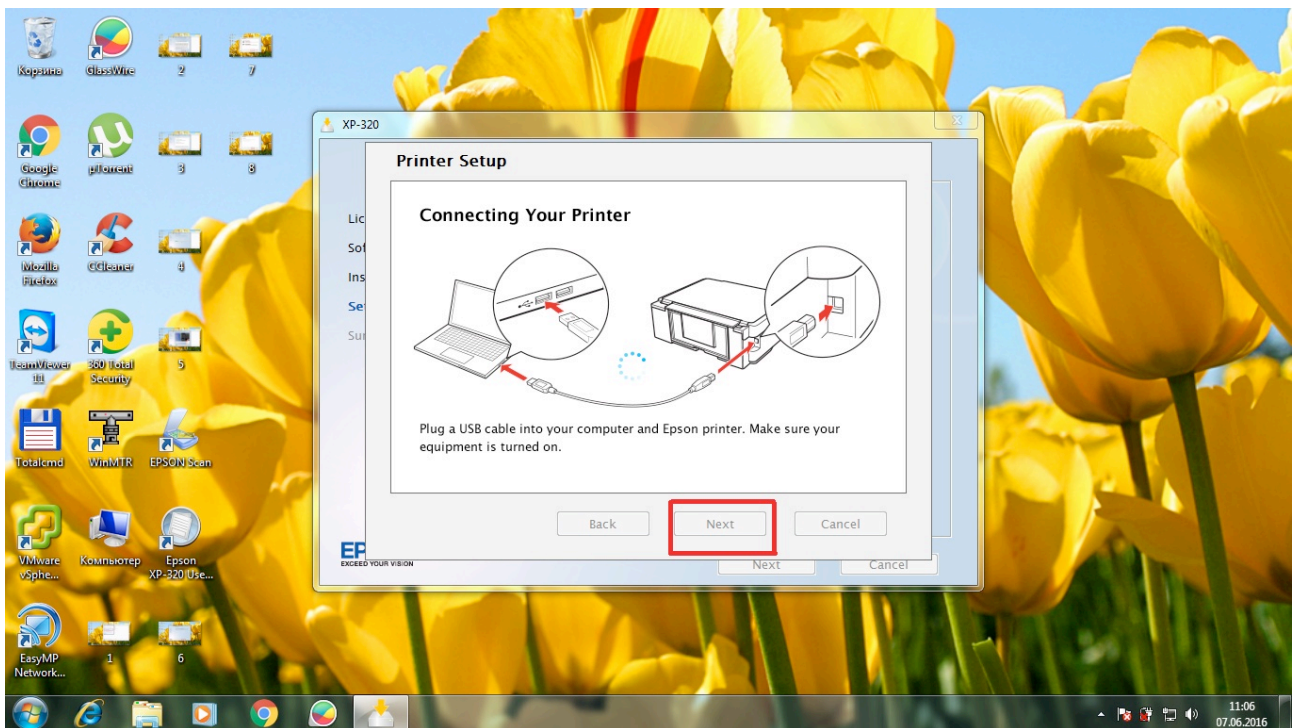 Корзина
GlassWire
2
7
Google
Chrome
µTorrent
3
8
Mozilla
Firefox
CCleaner
4
TeamViewer
11
360 Total
Security
5
Totalcmd
WinMTR
EPSON Scan
VMware
vSphe...
Компьютер
Epson
XP-320 Use...
EasyMP
Network...
1
6
XP-320
Printer Setup
Lic
Sof
Ins
Se
Sur
Connecting Your Printer
Plug a USB cable into your computer and Epson printer. Make sure your
equipment is turned on.
Back
Next
Cancel
EP
EXCEED YOUR VISION
Next
Cancel
11:06
07.06.2016